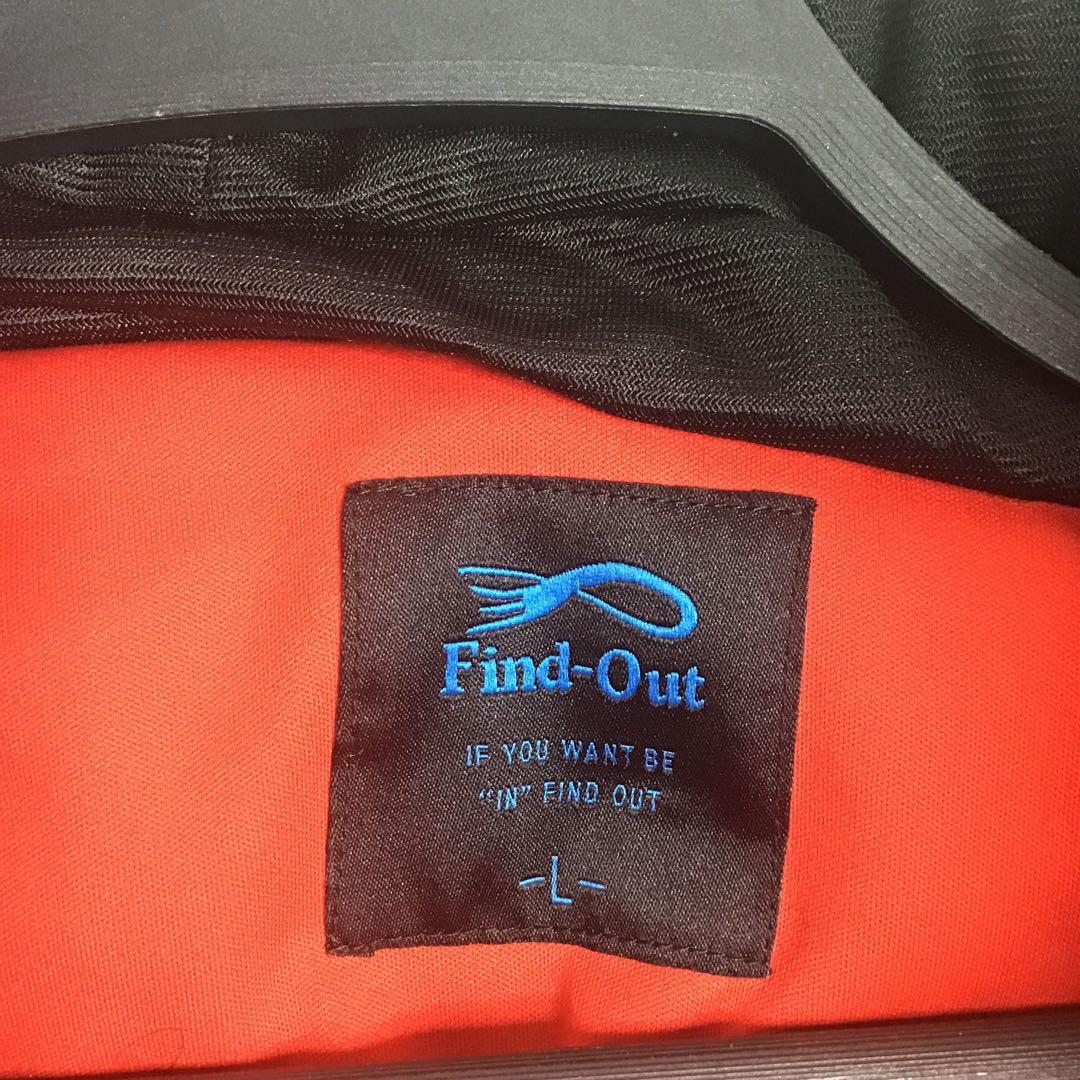 Find-Out
IF YOU WANT BE
“IN” FIND OUT
-L-